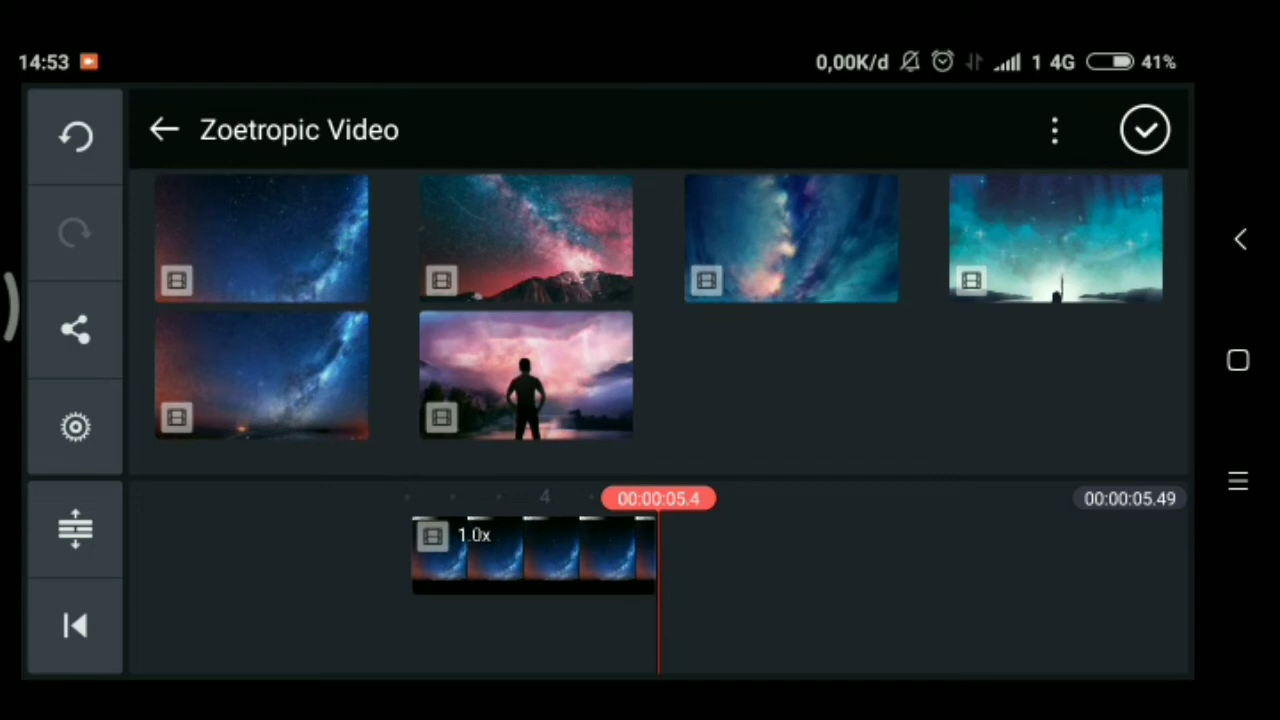 14:53
0,00K/d 1 4G 41%
Zoetropic Video
4
00:00:05.4
00:00:05.49
1.0x